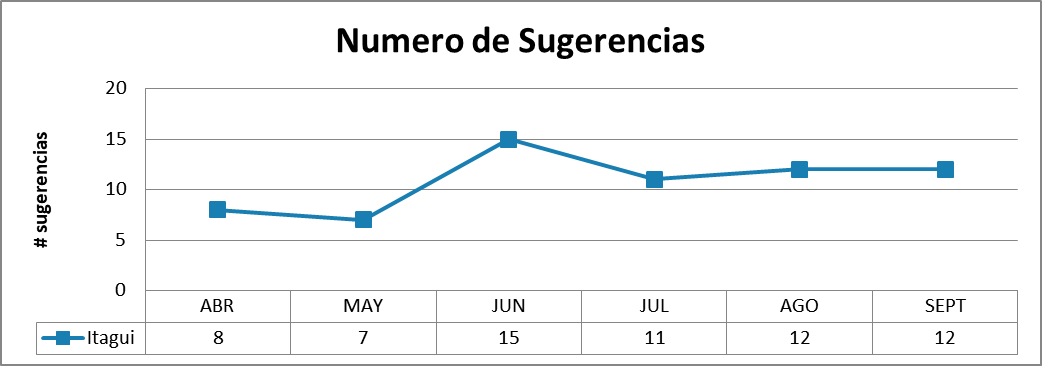 Numero de Sugerencias
# sugerencias
20
15
10
5
0
ABR MAY JUN JUL AGO SEPT
Itagui 8 7 15 11 12 12